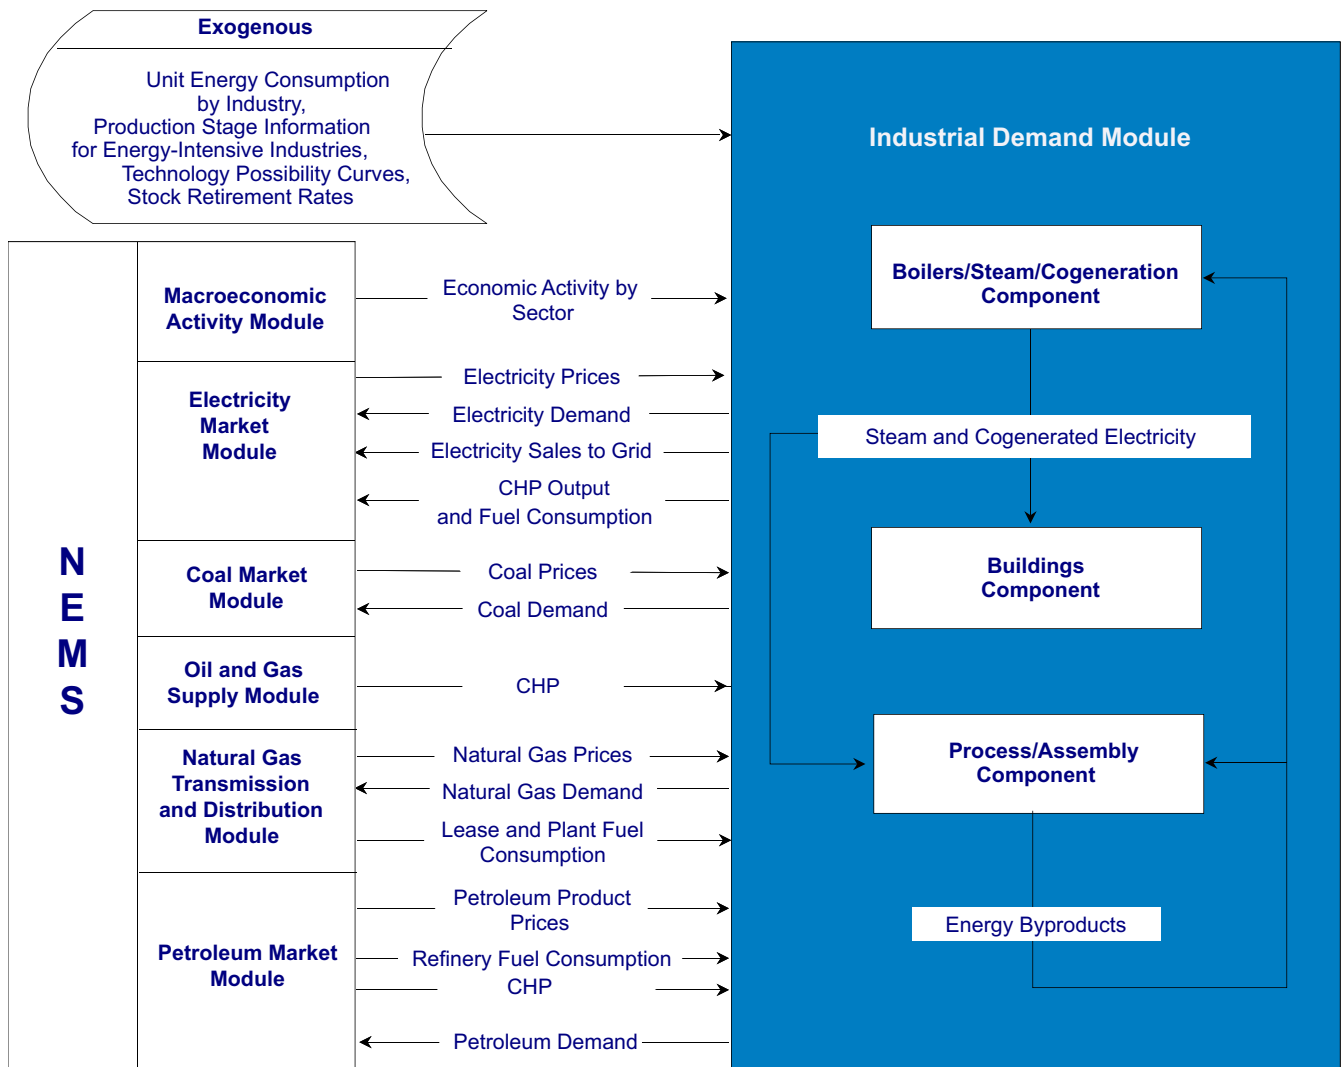 Exogenous
Unit Energy Consumption
by Industry,
Production Stage Information
for Energy-Intensive Industries,
Technology Possibility Curves,
Stock Retirement Rates
Industrial Demand Module
N
E
M
S
Macroeconomic
Activity Module
Economic Activity by
Sector
Electricity
Market
Module
Electricity Prices
Electricity Demand
Electricity Sales to Grid
CHP Output
and Fuel Consumption
Coal Market
Module
Coal Prices
Coal Demand
Oil and Gas
Supply Module
CHP
Natural Gas
Transmission
and Distribution
Module
Natural Gas Prices
Natural Gas Demand
Lease and Plant Fuel
Consumption
Petroleum Market
Module
Petroleum Product
Prices
Refinery Fuel Consumption
CHP
Petroleum Demand
Boilers/Steam/Cogeneration
Component
Steam and Cogenerated Electricity
Buildings
Component
Process/Assembly
Component
Energy Byproducts